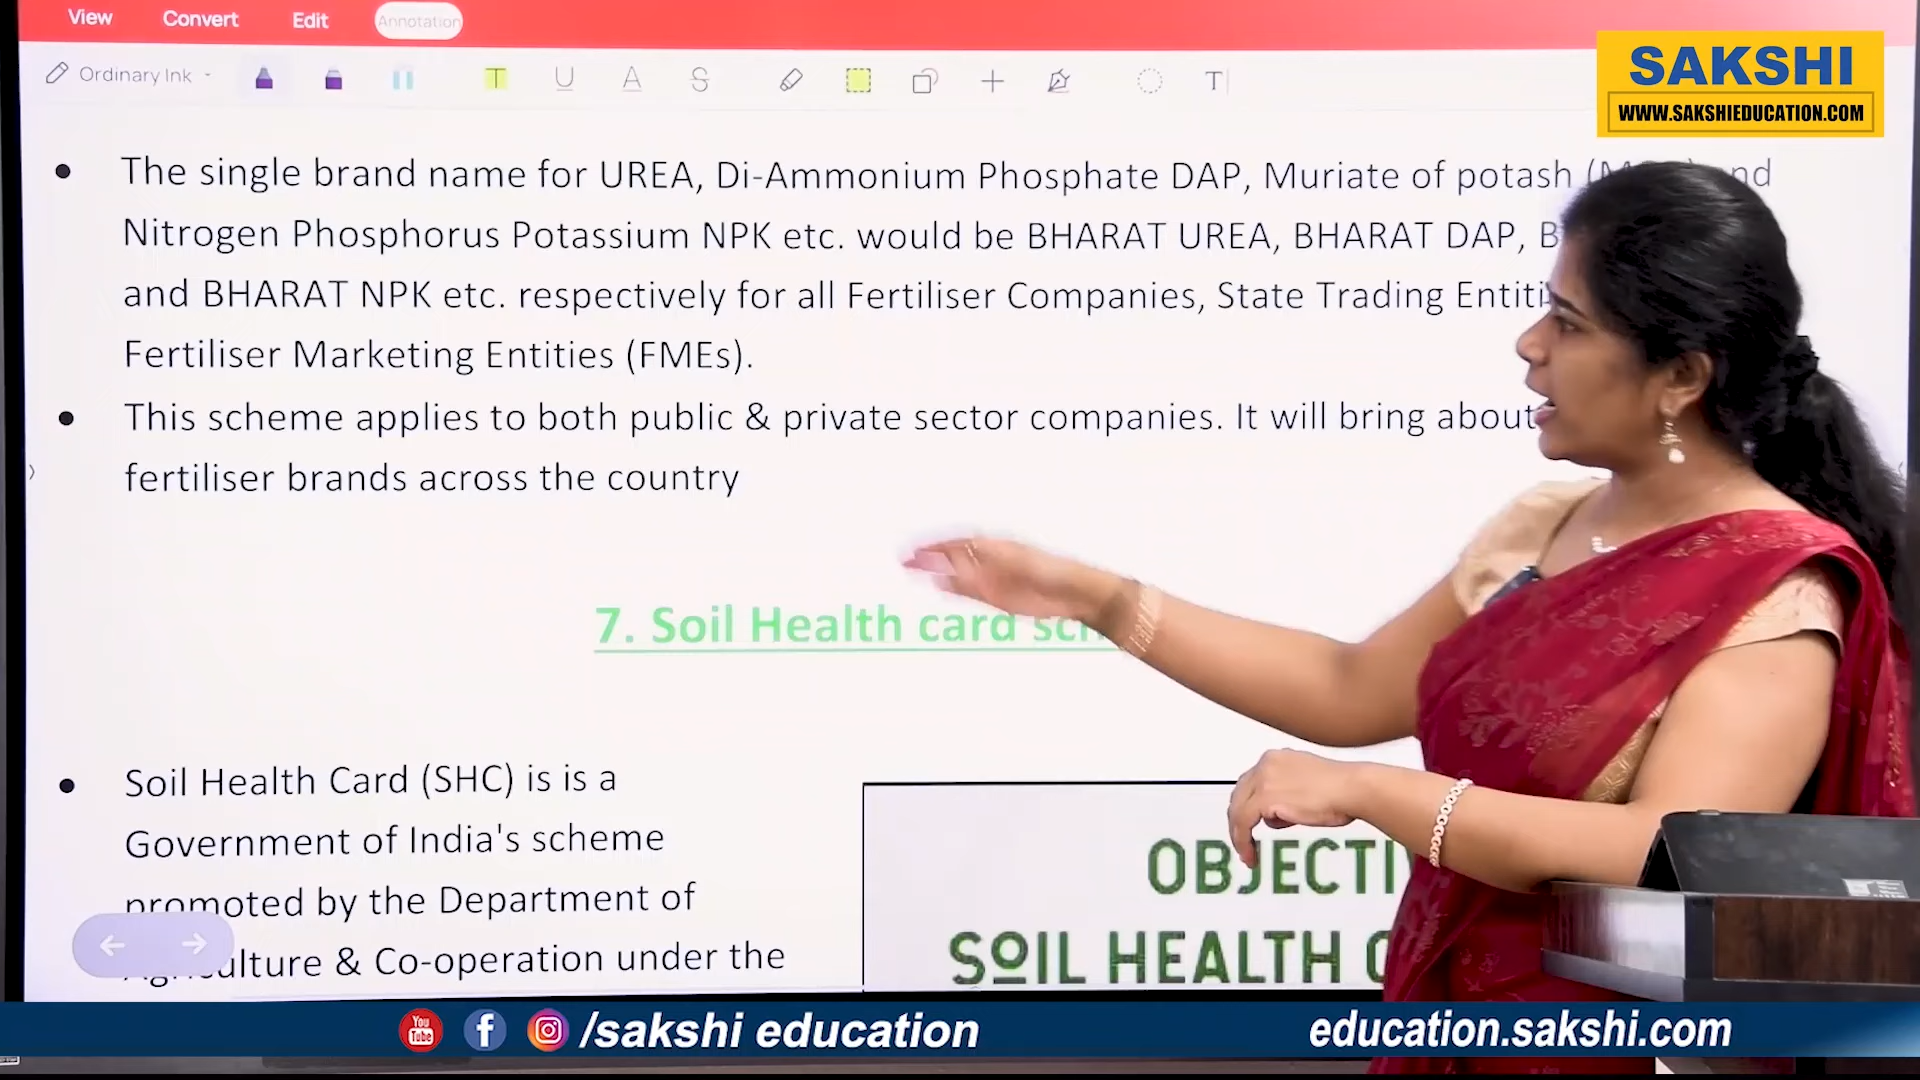 View Convert Edit Annotation
Ordinary Ink
SAKSHI
WWW.SAKSHIEDUCATION.COM
• The single brand name for UREA, Di-Ammonium Phosphate DAP, Muriate of potash
Nitrogen Phosphorus Potassium NPK etc. would be BHARAT UREA, BHARAT DAP,
and BHARAT NPK etc. respectively for all Fertiliser Companies, State Trading
Fertiliser Marketing Entities (FMEs).
• This scheme applies to both public & private sector companies. It will bring about
fertiliser brands across the country
7. Soil Health card
• Soil Health Card (SHC) is is a
Government of India's scheme
promoted by the Department of
& Co-operation under the
SOIL HEALTH
You Tube f /sakshi education
education.sakshi.com